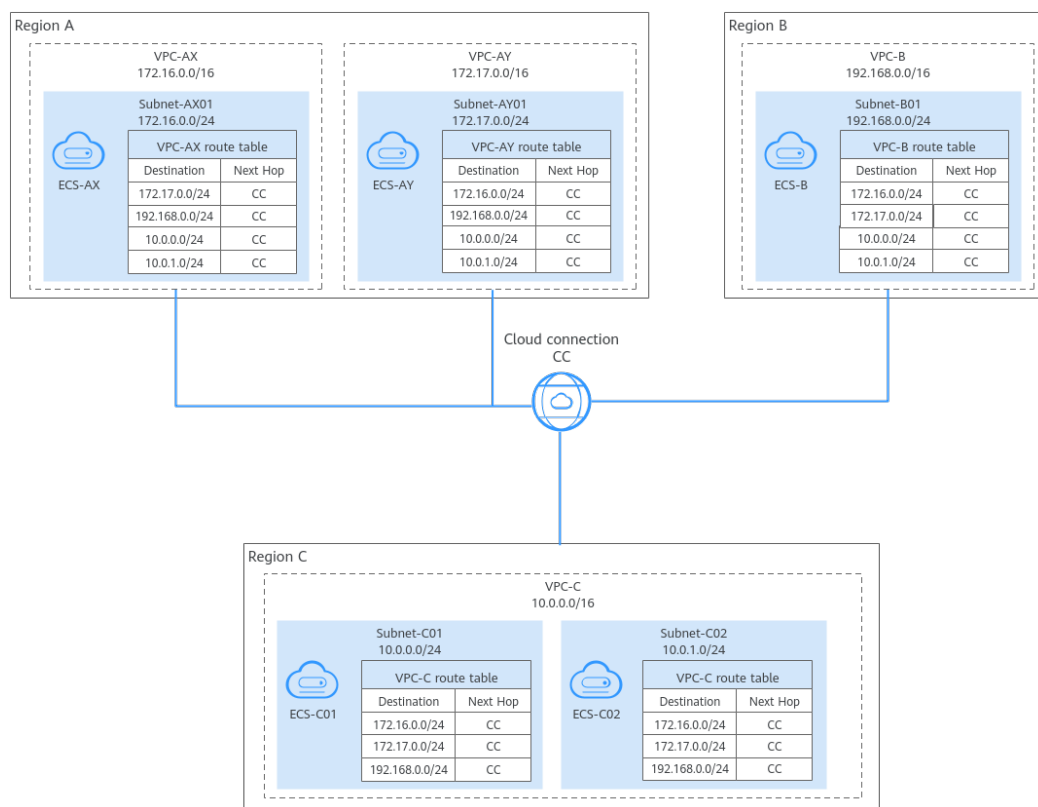 Region A
VPC-AX
172.16.0.0/16
Subnet-AX01
172.16.0.0/24
ECS-AX
VPC-AX route table
Destination Next Hop
172.17.0.0/24 CC
192.168.0.0/24 CC
10.0.0.0/24 CC
10.0.1.0/24 CC
VPC-AY
172.17.0.0/16
Subnet-AY01
172.17.0.0/24
ECS-AY
VPC-AY route table
Destination Next Hop
172.16.0.0/24 CC
192.168.0.0/24 CC
10.0.0.0/24 CC
10.0.1.0/24 CC
Region B
VPC-B
192.168.0.0/16
Subnet-B01
192.168.0.0/24
ECS-B
VPC-B route table
Destination Next Hop
172.16.0.0/24 CC
172.17.0.0/24 CC
10.0.0.0/24 CC
10.0.1.0/24 CC
Cloud connection
CC
Region C
VPC-C
10.0.0.0/16
Subnet-C01
10.0.0.0/24
ECS-C01
VPC-C route table
Destination Next Hop
172.16.0.0/24 CC
172.17.0.0/24 CC
192.168.0.0/24 CC
Subnet-C02
10.0.1.0/24
ECS-C02
VPC-C route table
Destination Next Hop
172.16.0.0/24 CC
172.17.0.0/24 CC
192.168.0.0/24 CC